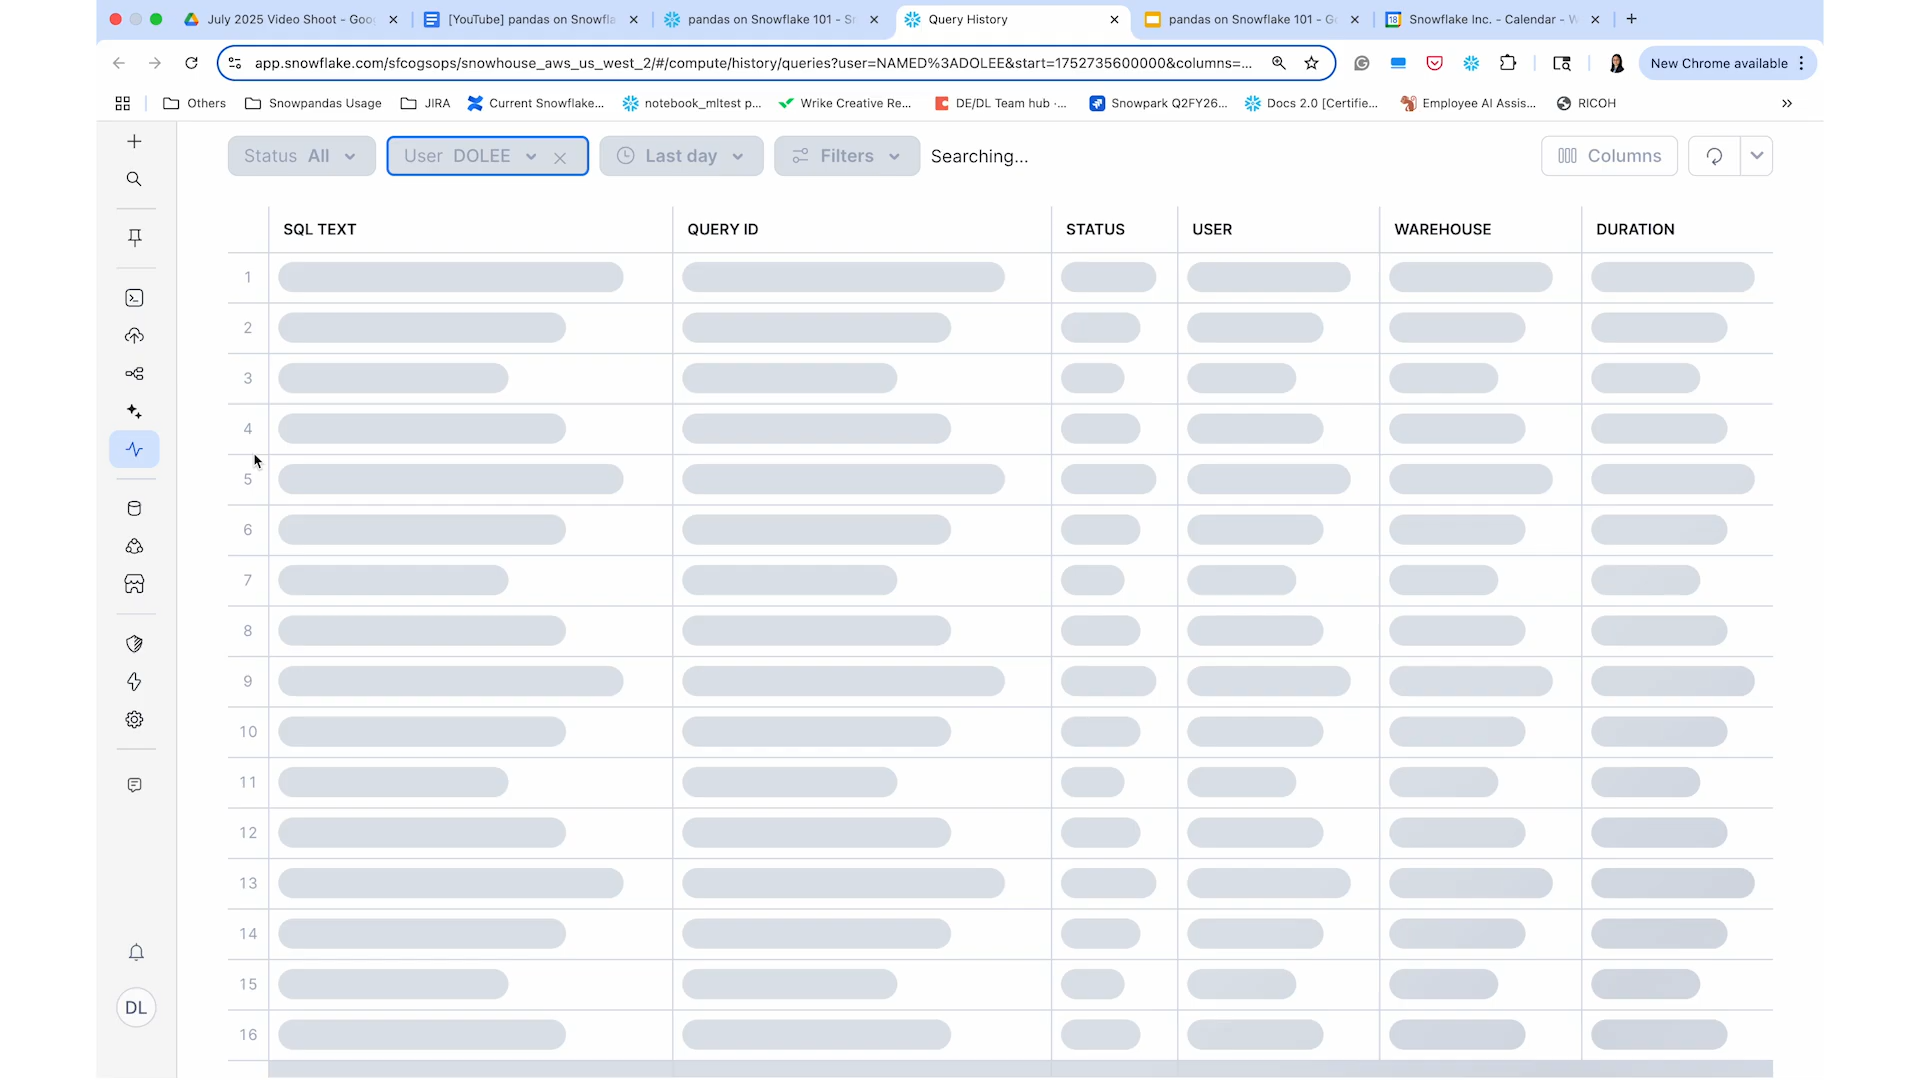 July 2025 Video Shoot – Goo
[YouTube] pandas on Snowfla
pandas on Snowflake 101 - S
Query History
pandas on Snowflake 101 - G
18
Snowflake Inc. - Calendar - W
app.snowflake.com/sfcogsops/snowhouse_aws_us_west_2/#/compute/history/queries?user=NAMED%3ADOLEE&start=1752735600000&columns=...
New Chrome available
Others
Snowpandas Usage
JIRA
Current Snowflake...
notebook_mltest p...
Wrike Creative Re...
DE/DL Team hub -...
Snowpark Q2FY26...
Docs 2.0 [Certifie...
Employee AI Assis...
RICOH
Status All
User DOLEE
Last day
Filters
Searching...
Columns
SQL TEXT
QUERY ID
STATUS
USER
WAREHOUSE
DURATION
1
2
3
4
5
6
7
8
9
10
11
12
13
14
15
16
DL